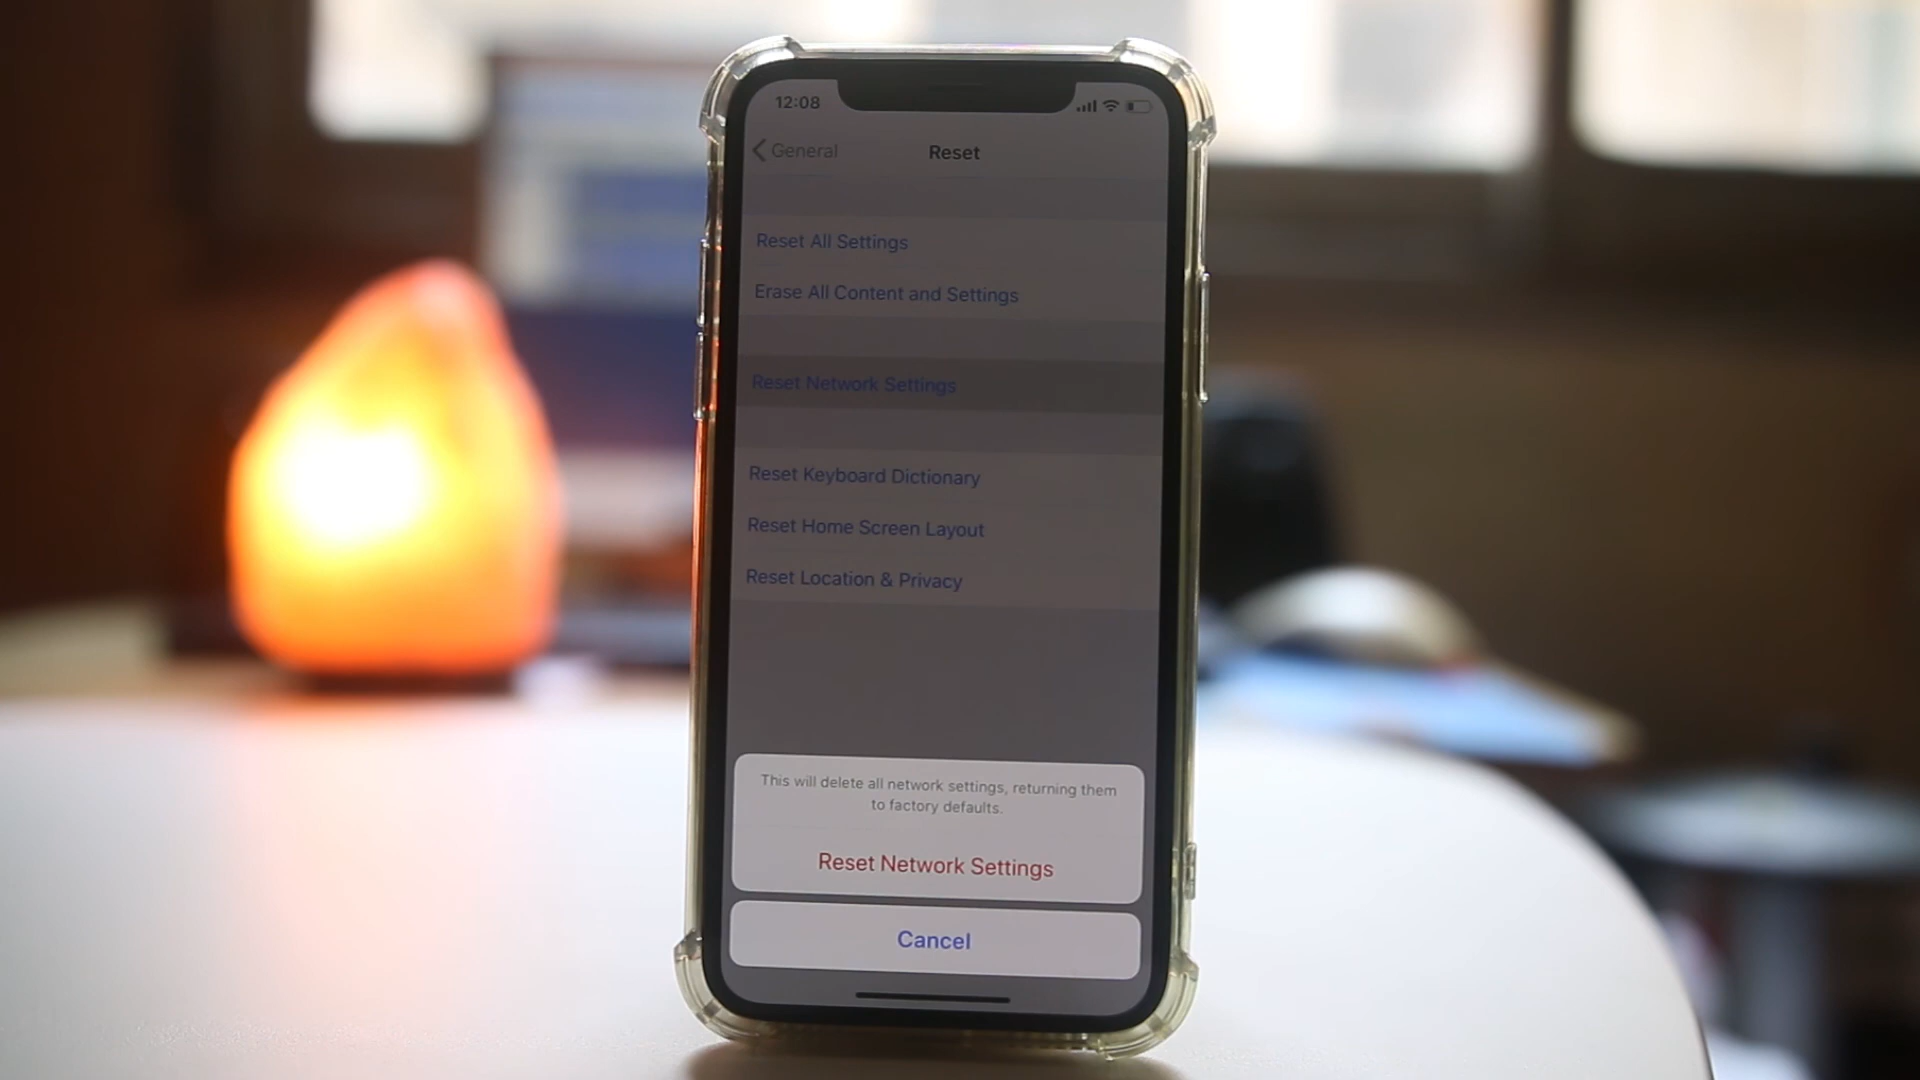 12:08
General
Reset
Reset All Settings
Erase All Content and Settings
Reset Network Settings
Reset Keyboard Dictionary
Reset Home Screen Layout
Reset Location & Privacy
This will delete all network settings, returning them
to factory defaults.
Reset Network Settings
Cancel